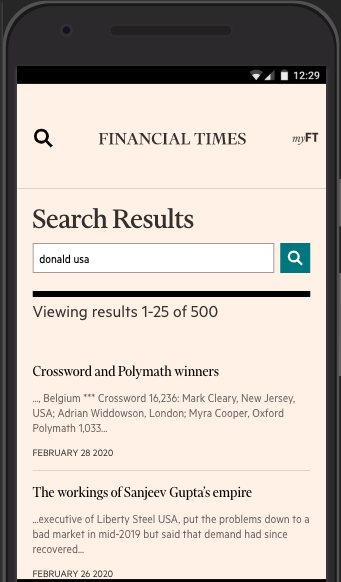 12:29
FINANCIAL TIMES
myFT
Search Results
donald usa
Viewing results 1-25 of 500
Crossword and Polymath winners
..., Belgium *** Crossword 16,236: Mark Cleary, New Jersey,
USA; Adrian Widdowson, London; Myra Cooper, Oxford
Polymath 1,033...
FEBRUARY 28 2020
The workings of Sanjeev Gupta's empire
...executive of Liberty Steel USA, put the problems down to a
bad market in mid-2019 but said that demand had since
recovered...
FEBRUARY 26 2020